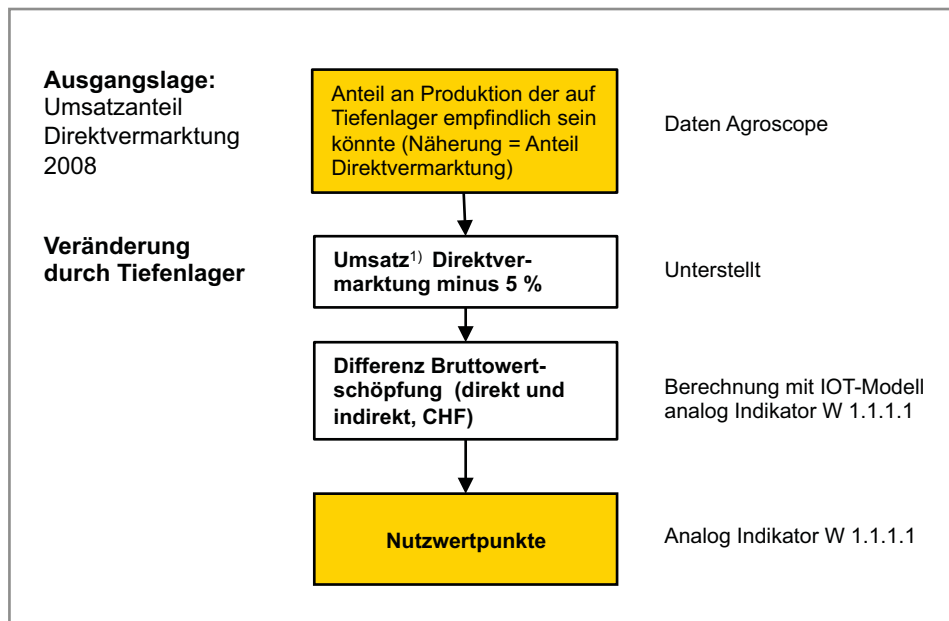 Ausgangslage:
Umsatzanteil
Direktvermarktung
2008
Anteil an Produktion der auf
Tiefenlager empfindlich sein
könnte (Näherung = Anteil
Direktvermarktung)
Daten Agroscope
Veränderung
durch Tiefenlager
Umsatz1) Direktver-
marktung minus 5 %
Unterstellt
Differenz Bruttowert-
schöpfung (direkt und
indirekt, CHF)
Berechnung mit IOT-Modell
analog Indikator W 1.1.1.1
Nutzwertpunkte
Analog Indikator W 1.1.1.1